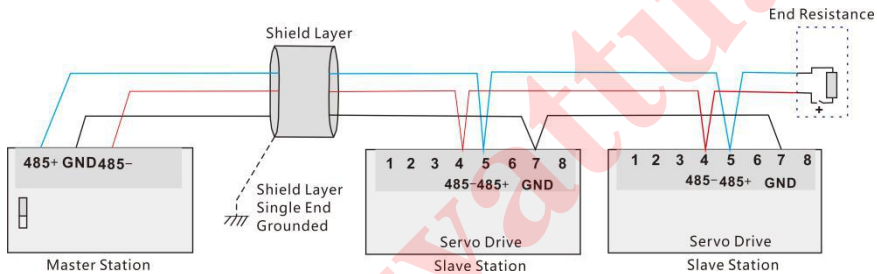 End Resistance
Shield Layer
+
485+ GND485-
1 2 3 4 5 6 7 8
485- 485+ GND
1 2 3 4 5 6 7 8
485- 485+ GND
Shield Layer
Single End
Grounded
Servo Drive
Servo Drive
Master Station
Slave Station
Slave Station
vattu.